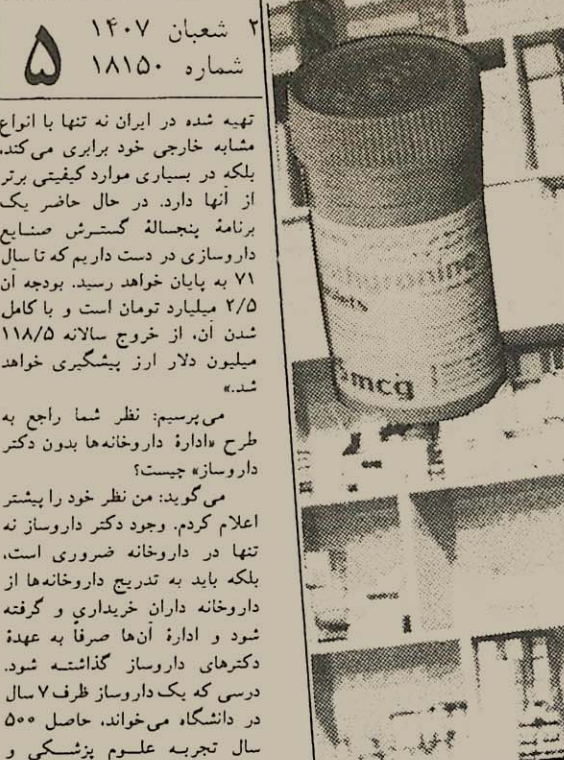 ۲ شعبان ۱۴۰۷
شماره ۱۸۱۵۰
۵
تهیه شده در ایران نه تنها با انواع
مشابه خارجی خود برابری می‌کند،
بلکه در بسیاری موارد کیفیتی برتر
از آنها دارد. در حال حاضر یک
برنامهٔ پنجسالهٔ گسترش صنایع
داروسازی در دست داریم که تا سال
۷۱ به پایان خواهد رسید. بودجه آن
۲/۵ میلیارد تومان است و با کامل
شدن آن، از خروج سالانه ۱۱۸/۵
میلیون دلار ارز پیشگیری خواهد
شد.»
می‌پرسیم: نظر شما راجع به
طرح «ادارهٔ داروخانه‌ها بدون دکتر
داروساز» چیست؟
می‌گوید: من نظر خود را پیشتر
اعلام کردم. وجود دکتر داروساز نه
تنها در داروخانه ضروری است،
بلکه باید به تدریج داروخانه‌ها از
داروخانه داران خریداری و گرفته
شود و ادارهٔ آن‌ها صرفاً به عهدهٔ
دکترهای داروساز گذاشته شود.
درسی که یک داروساز ظرف ۷ سال
در دانشگاه می‌خواند، حاصل ۵۰۰
سال تجربه علوم پزشکی و
mcg